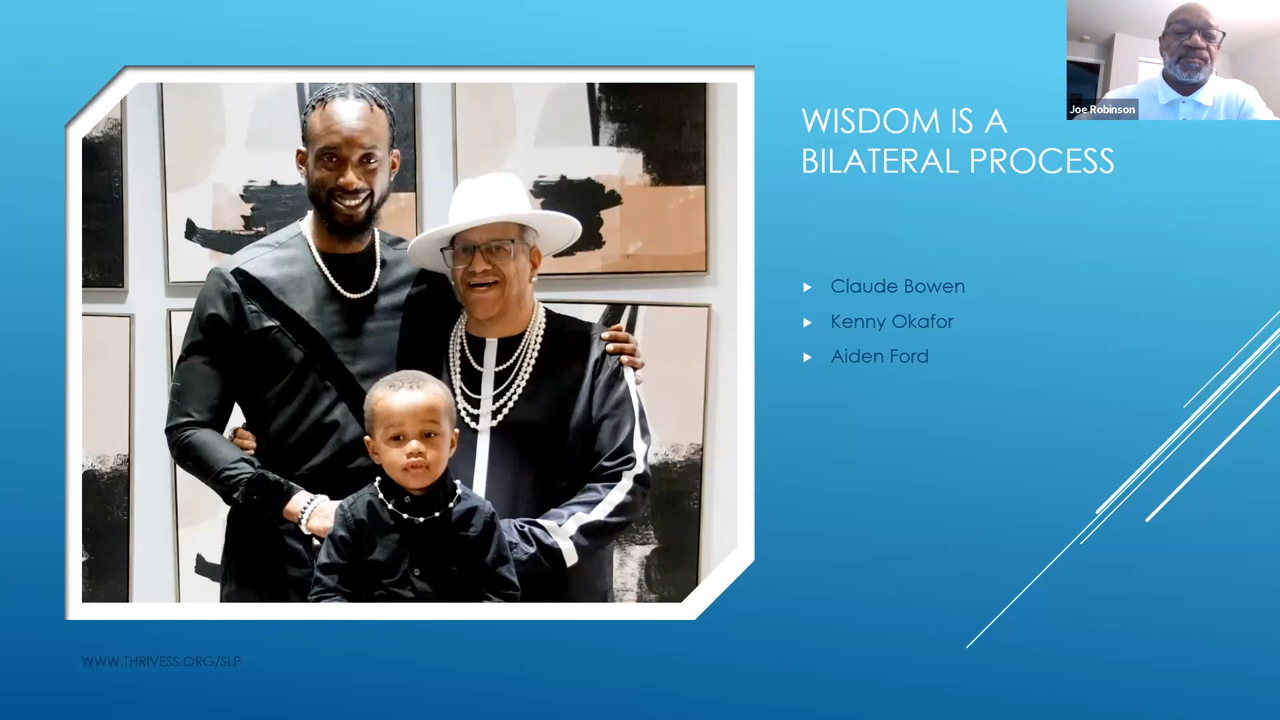 Joe Robinson
WISDOM IS A
BILATERAL PROCESS
Claude Bowen
Kenny Okafor
Aiden Ford
WWW.THRIVESS.ORG/SLP